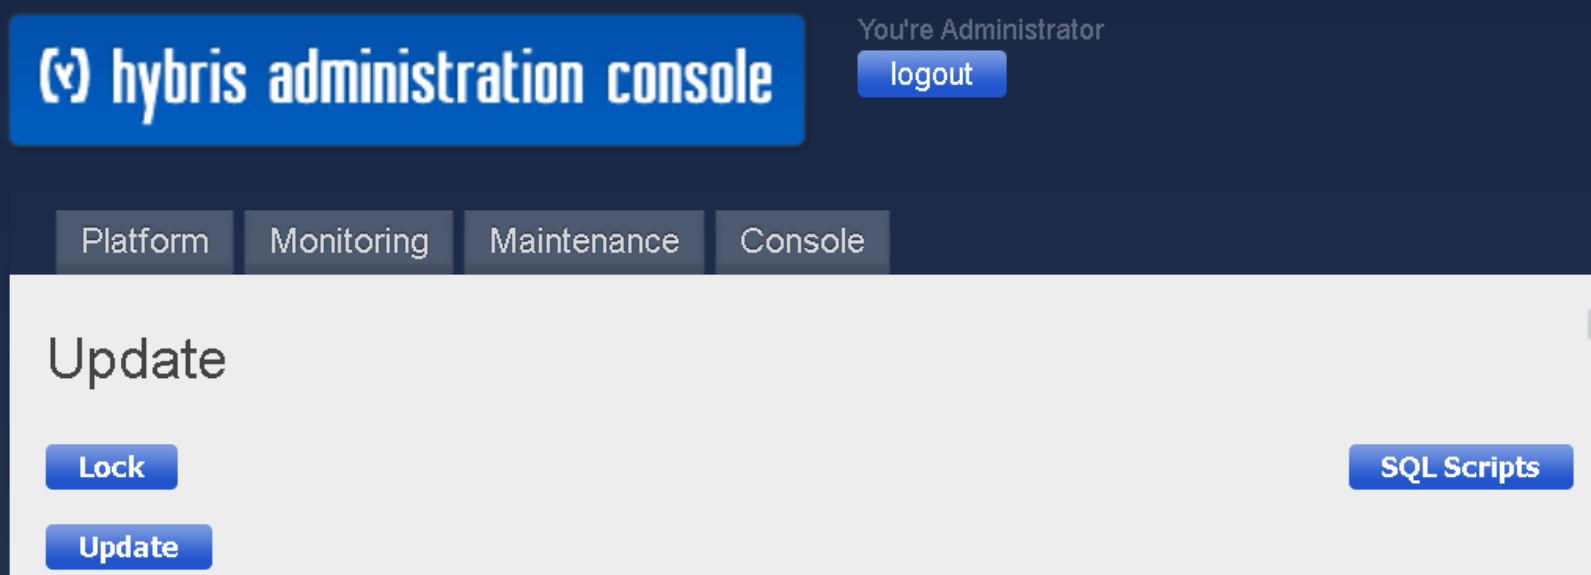 (y) hybris administration console
You're Administrator
logout
Platform Monitoring Maintenance Console
Update
Lock
SQL Scripts
Update